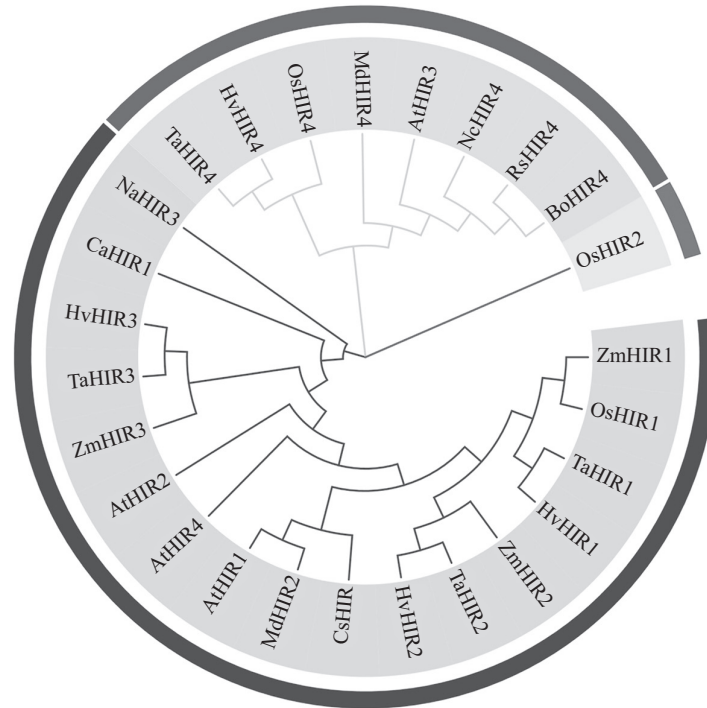 TaHIR4
HvHIR4
OsHIR4
MdHIR4
AtHIR3
NcHIR4
RsHIR4
BoHIR4
OsHIR2
ZmHIR1
OsHIR1
TaHIR1
HvHIR1
ZmHIR2
TaHIR2
HvHIR2
CsHIR
MdHIR2
AtHIR1
AtHIR4
AtHIR2
ZmHIR3
TaHIR3
HvHIR3
CaHIR1
NaHIR3